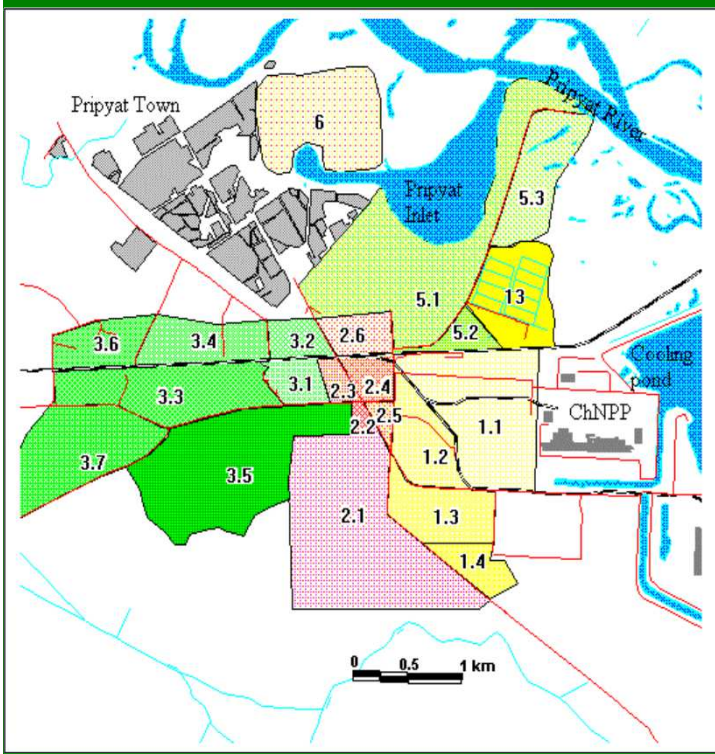 Pripyat Town
6
Pripyat River
Pripyat
Inlet
5.3
5.1
13
5.2
2.6
3.6
3.4
3.2
Cooling
pond
3.1
2.3
2.4
3.3
ChNPP
2.5
2.2
1.1
1.2
3.7
3.5
2.1
1.3
1.4
0 0.5 1 km